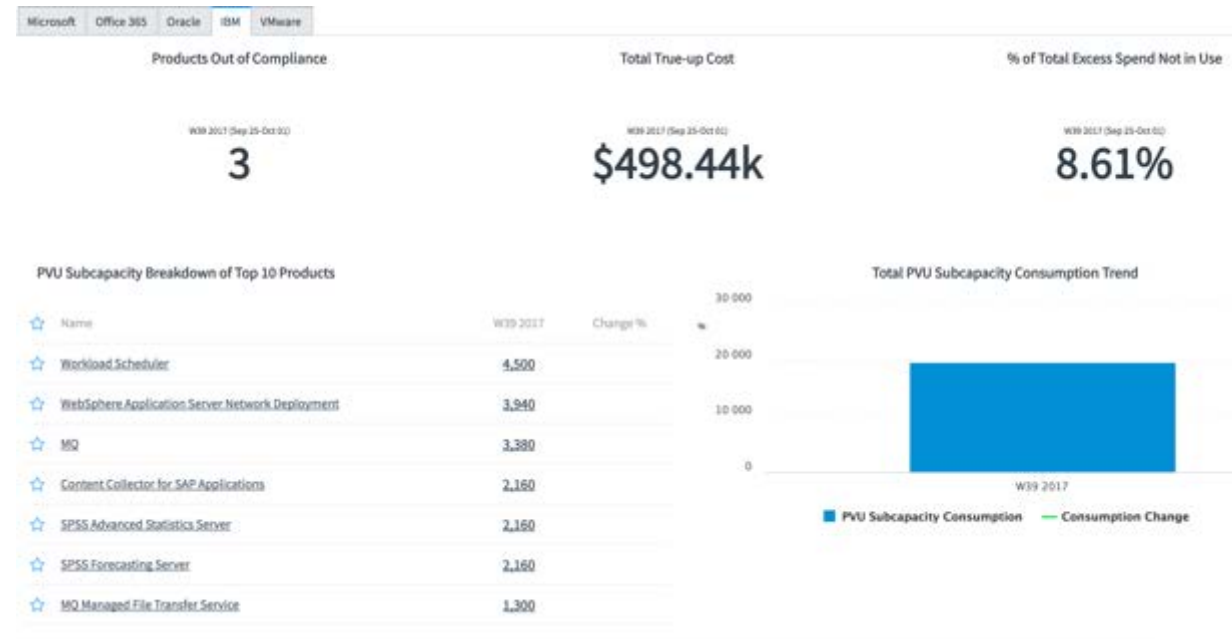 Microsoft Office 365 Oracle IBM VMware
Products Out of Compliance
W39 2017 (Sep 25-Oct 01)
3
Total True-up Cost
W39 2017 (Sep 25-Oct 01)
$498.44k
% of Total Excess Spend Not in Use
W39 2017 (Sep 25-Oct 01)
8.61%
PVU Subcapacity Breakdown of Top 10 Products
Name W39 2017 Change %
Workload Scheduler 4,500
WebSphere Application Server Network Deployment 3,940
MQ 3,380
Content Collector for SAP Applications 2,160
SPSS Advanced Statistics Server 2,160
SPSS Forecasting Server 2,160
MQ Managed File Transfer Service 1,300
Total PVU Subcapacity Consumption Trend
30 000
%
20 000
10 000
0
W39 2017
PVU Subcapacity Consumption Consumption Change